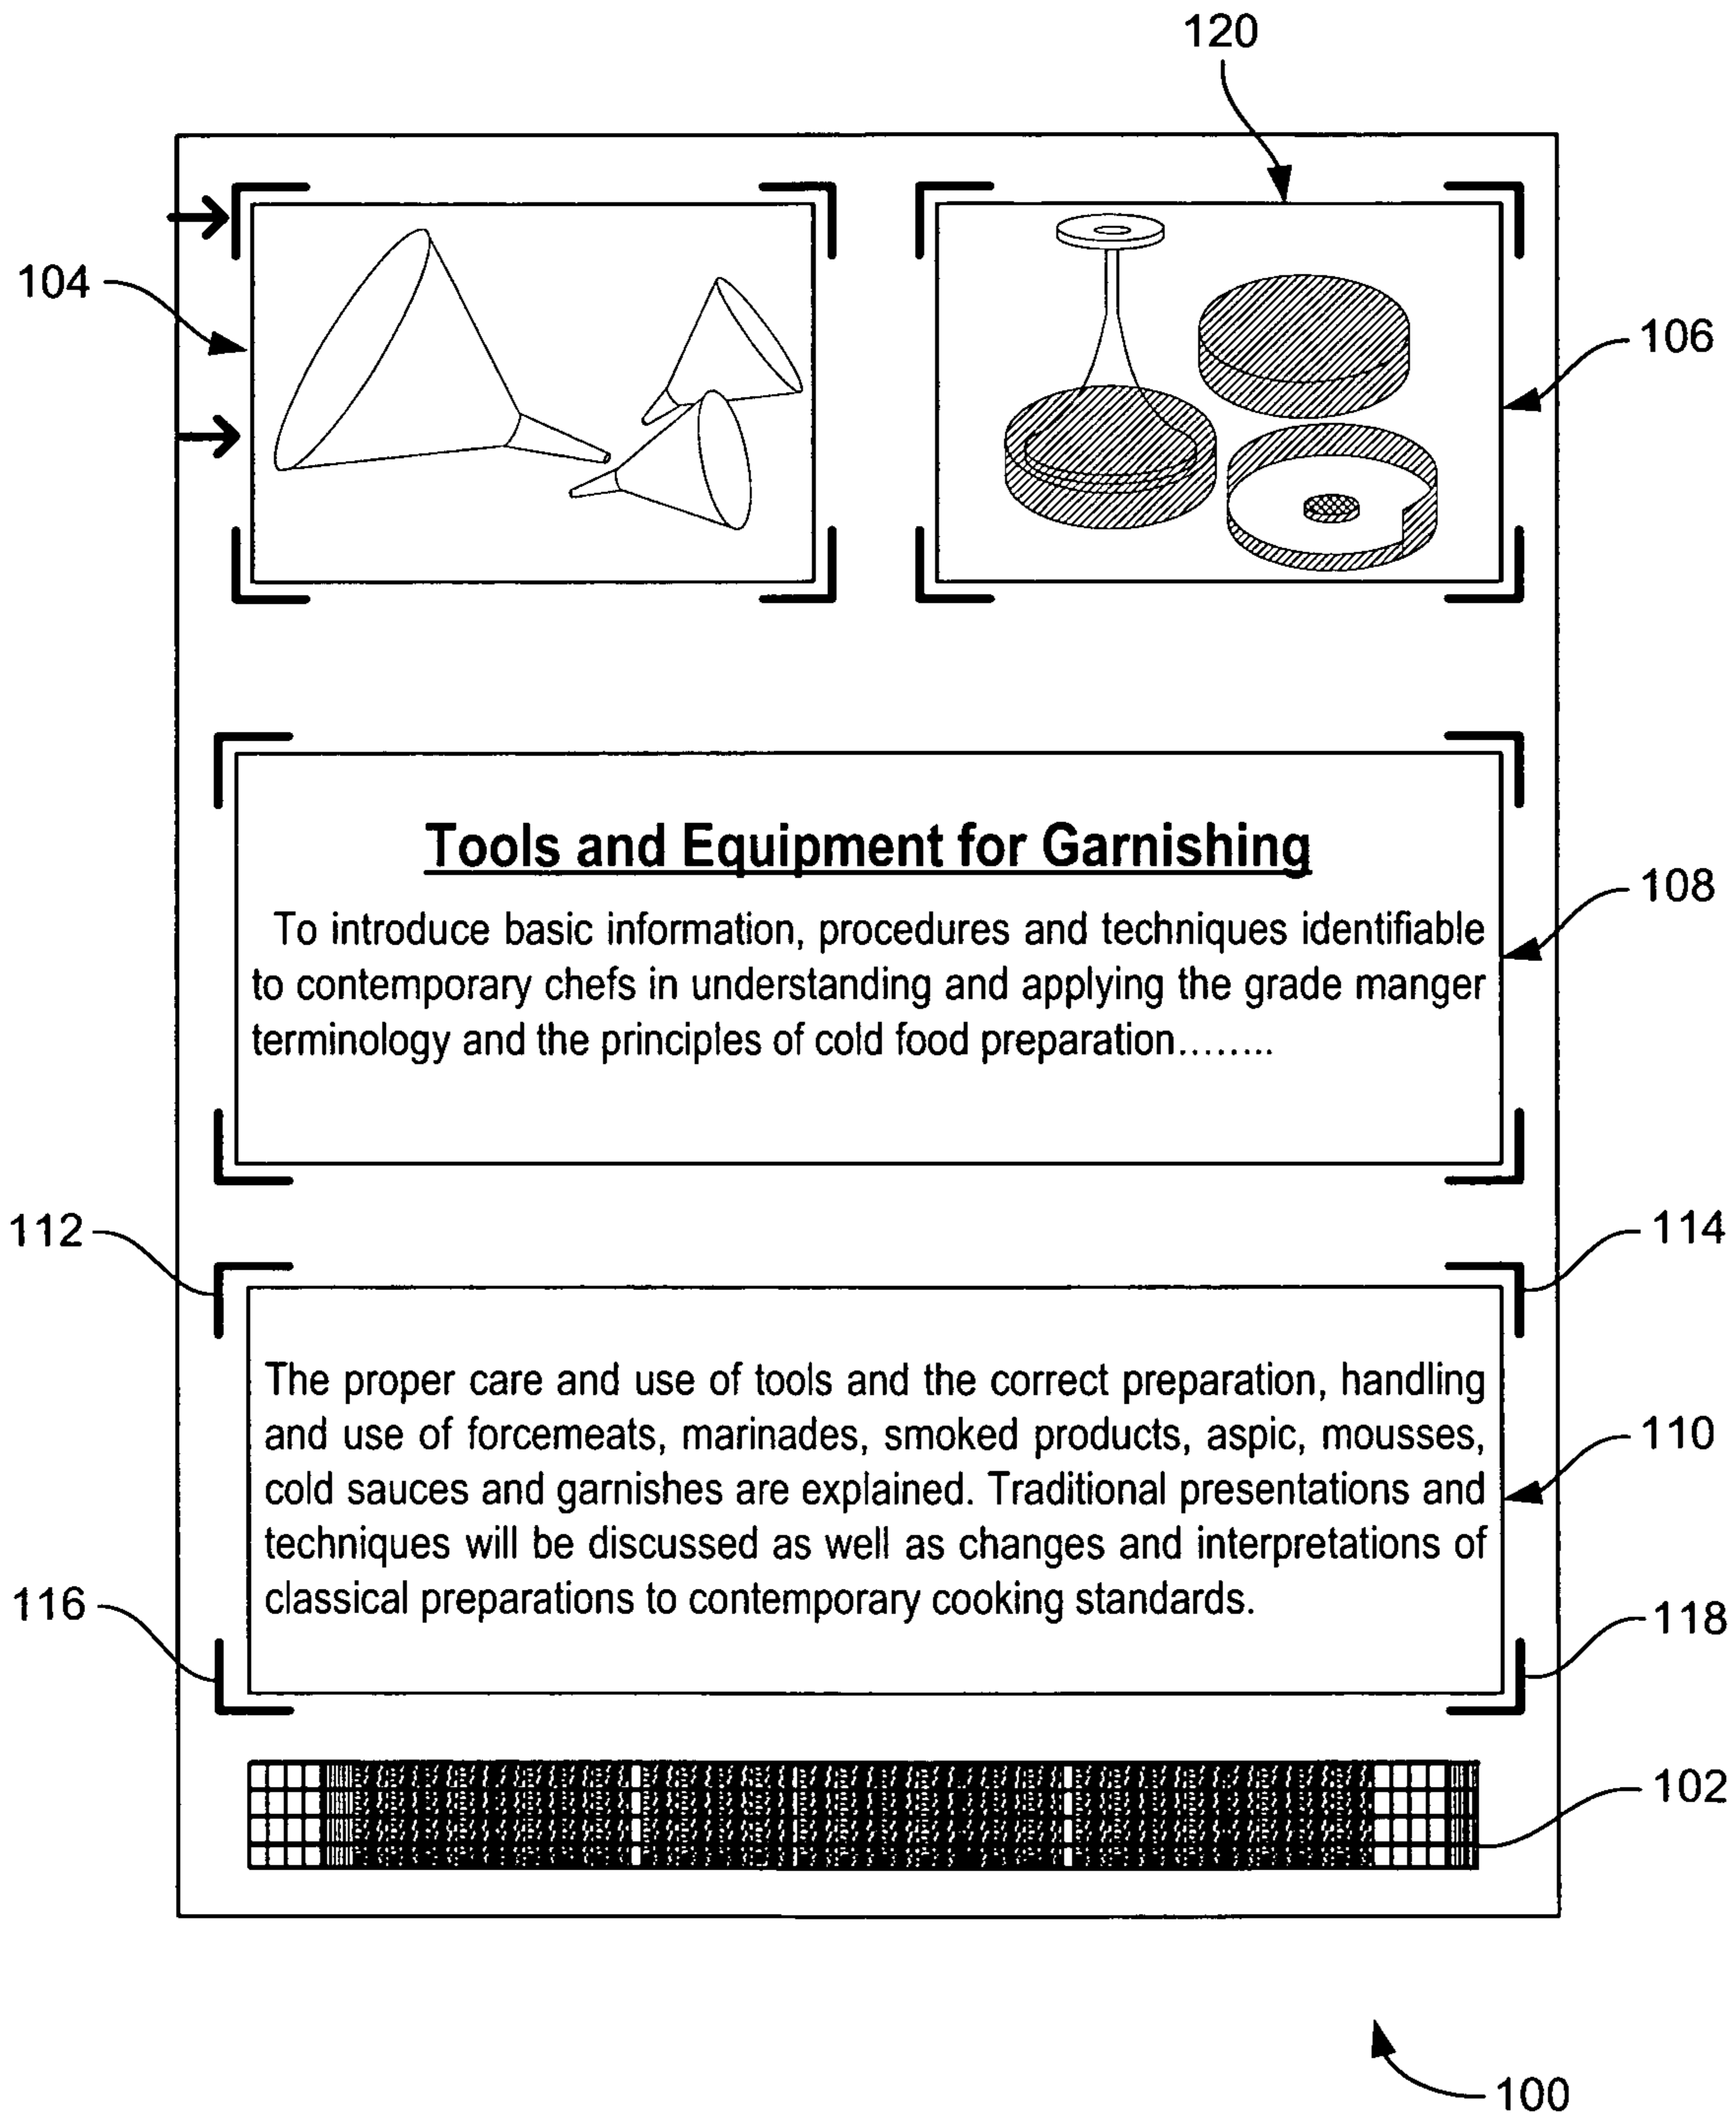 120
104
106
Tools and Equipment for Garnishing
108
To introduce basic information, procedures and techniques identifiable
to contemporary chefs in understanding and applying the grade manger
terminology and the principles of cold food preparation........
112
114
The proper care and use of tools and the correct preparation, handling
and use of forcemeats, marinades, smoked products, aspic, mousses,
110
cold sauces and garnishes are explained. Traditional presentations and
techniques will be discussed as well as changes and interpretations of
classical preparations to contemporary cooking standards.
116
118
102
100